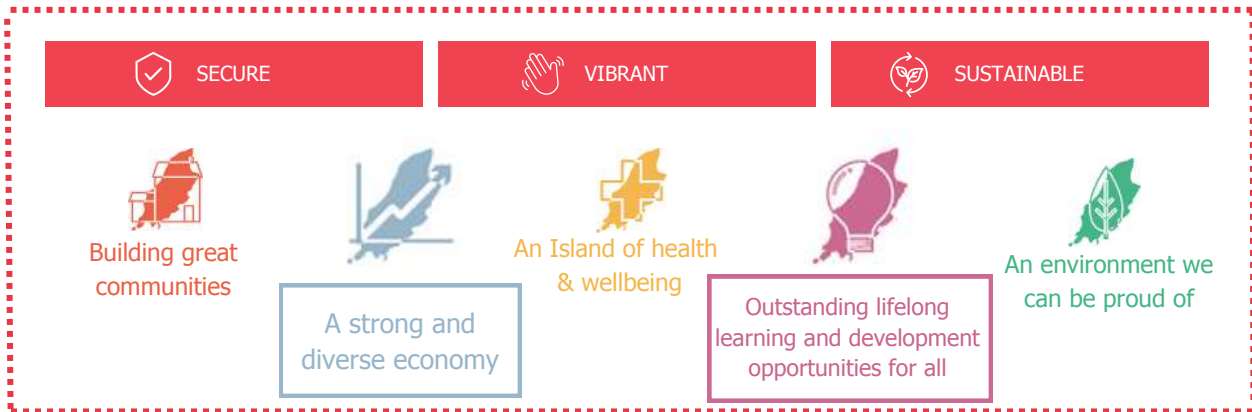 SECURE
VIBRANT
SUSTAINABLE
Building great
communities
A strong and
diverse economy
An Island of health
& wellbeing
Outstanding lifelong
learning and development
opportunities for all
An environment we
can be proud of